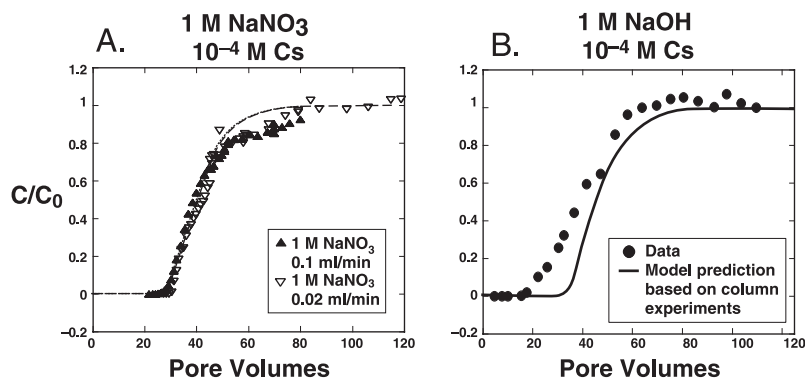 A.
1 M NaNO₃
10⁻⁴ M Cs
1.2
1
0.8
0.6
0.4
0.2
0
−0.2
C/C₀
0 20 40 60 80 100 120
Pore Volumes
1 M NaNO₃
0.1 ml/min
1 M NaNO₃
0.02 ml/min
B.
1 M NaOH
10⁻⁴ M Cs
1.2
1
0.8
0.6
0.4
0.2
0
−0.2
0 20 40 60 80 100 120
Pore Volumes
Data
Model prediction
based on column
experiments